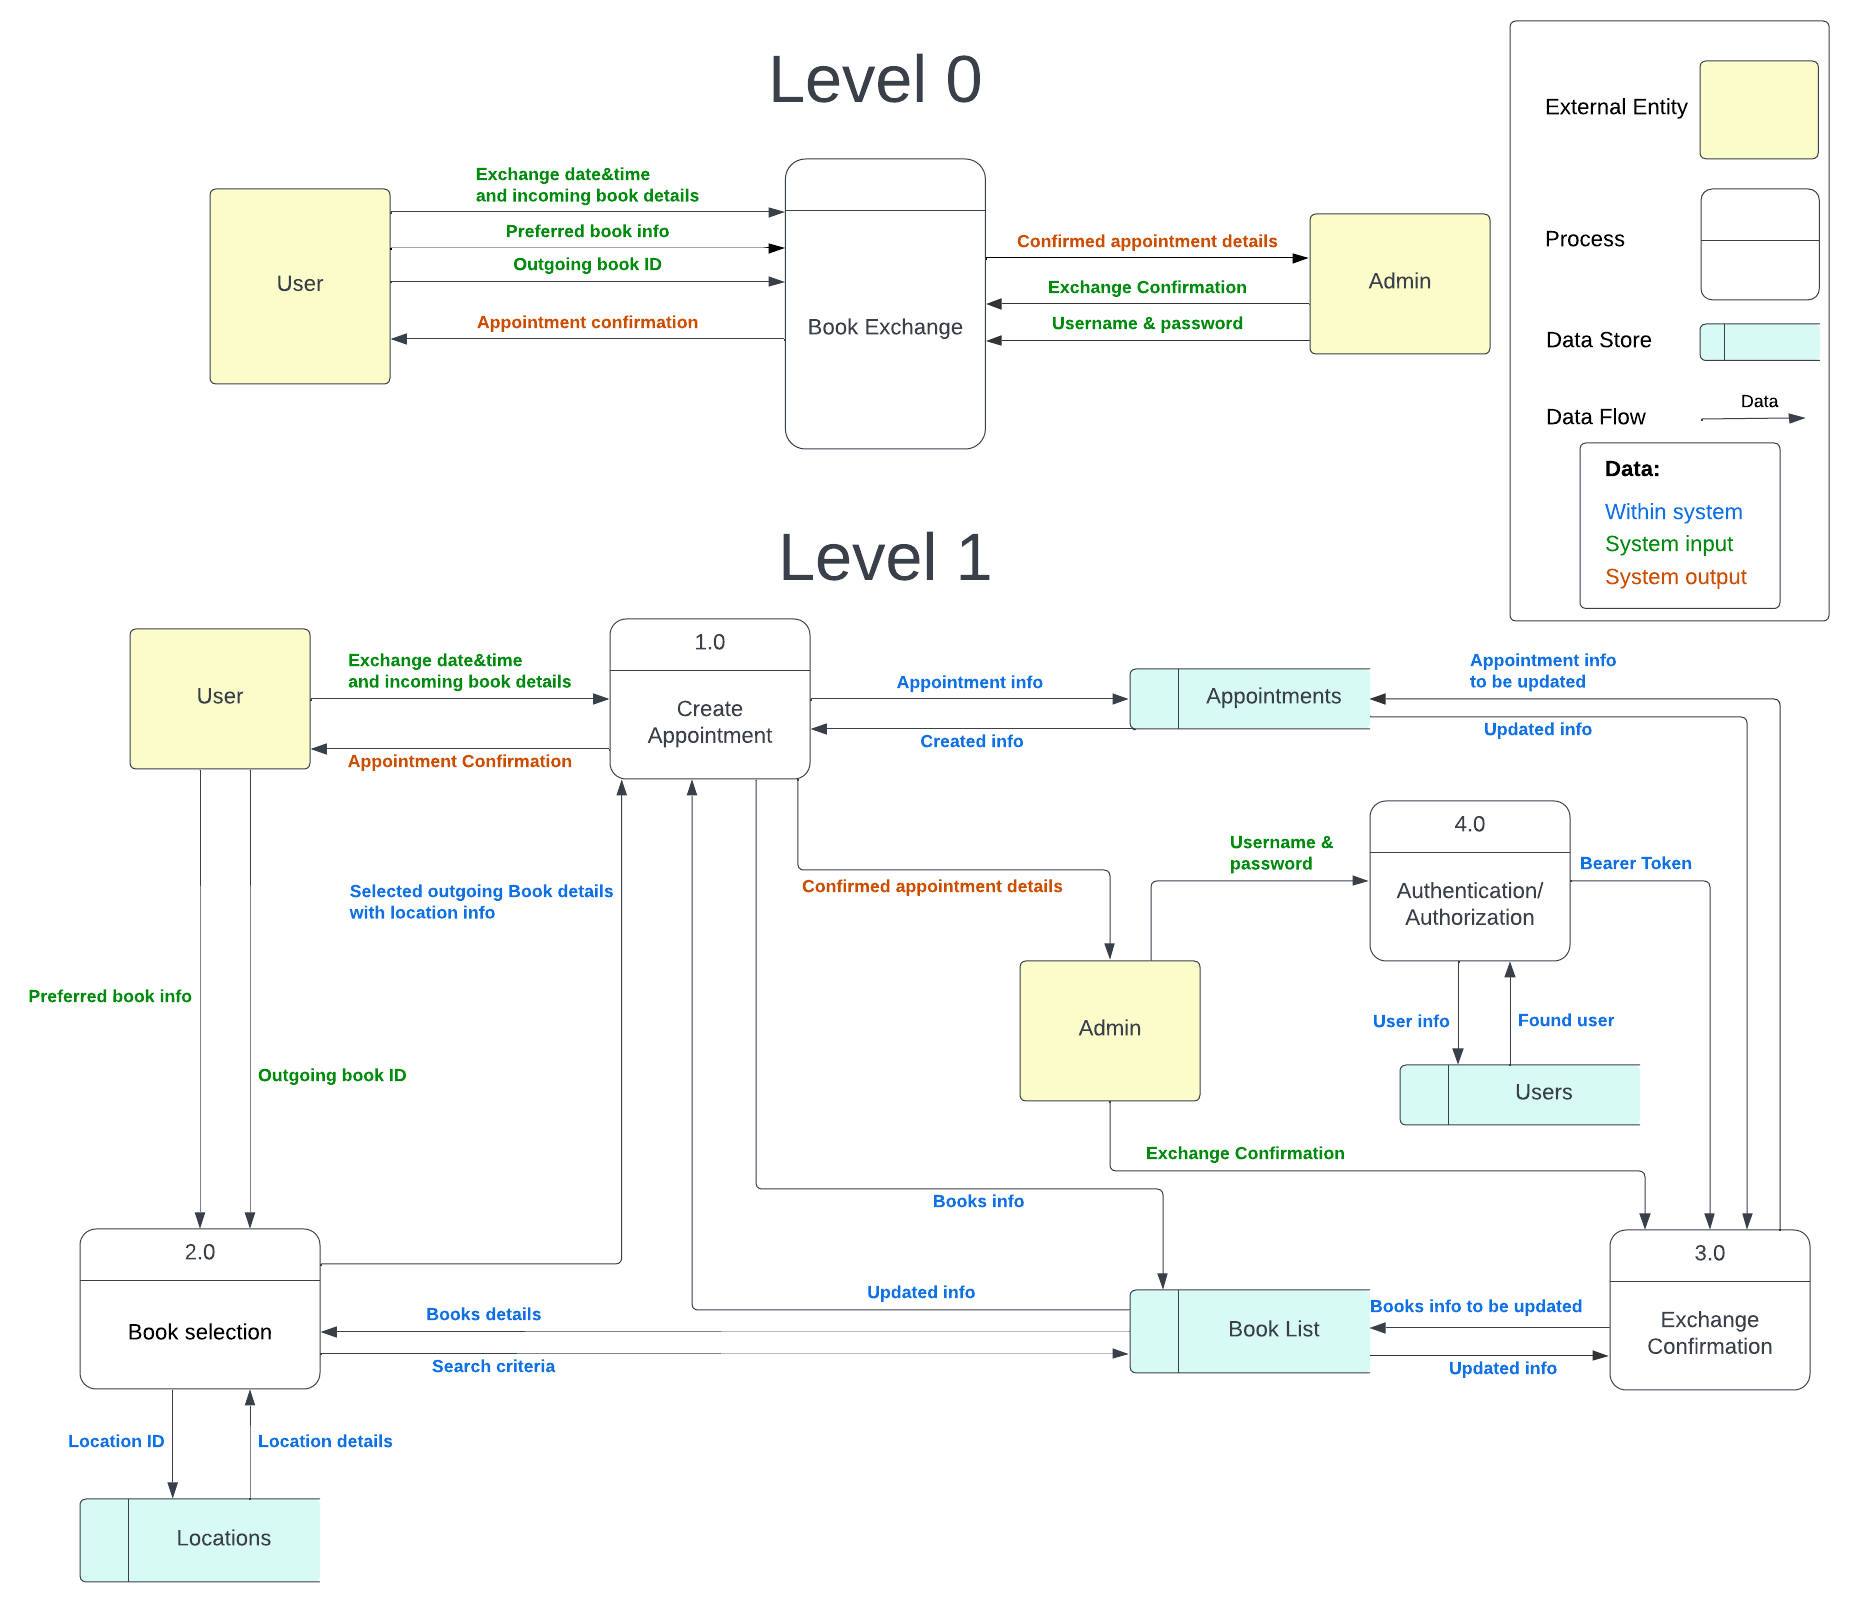 Level 0
External Entity
Process
Data Store
Data Flow
Data
Data:
Within system
System input
System output
User
Exchange date&time
and incoming book details
Preferred book info
Outgoing book ID
Appointment confirmation
Book Exchange
Confirmed appointment details
Exchange Confirmation
Username & password
Admin
Level 1
User
Exchange date&time
and incoming book details
Appointment Confirmation
1.0
Create
Appointment
Appointment info
Created info
Appointments
Appointment info
to be updated
Updated info
Selected outgoing Book details
with location info
Confirmed appointment details
Username &
password
4.0
Authentication/
Authorization
Bearer Token
Preferred book info
Outgoing book ID
Admin
User info
Found user
Users
Exchange Confirmation
Books info
2.0
Book selection
Updated info
Books details
Search criteria
Book List
Books info to be updated
Updated info
3.0
Exchange
Confirmation
Location ID
Location details
Locations